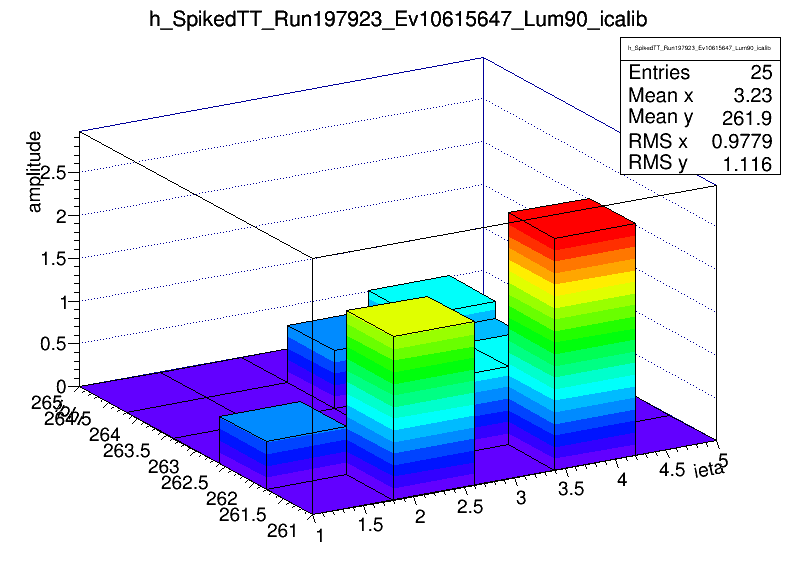 h_SpikedTT_Run197923_Ev10615647_Lum90_icalib
h_SpikedTT_Run197923_Ev10615647_Lum90_icalib
Entries 25
Mean x 3.23
Mean y 261.9
RMS x 0.9779
RMS y 1.116
amplitude
2.5
2
1.5
1
0.5
0
265
264.5
264
263.5
263
262.5
262
261.5
261
1
1.5
2
2.5
3
3.5
4
4.5
5
ieta